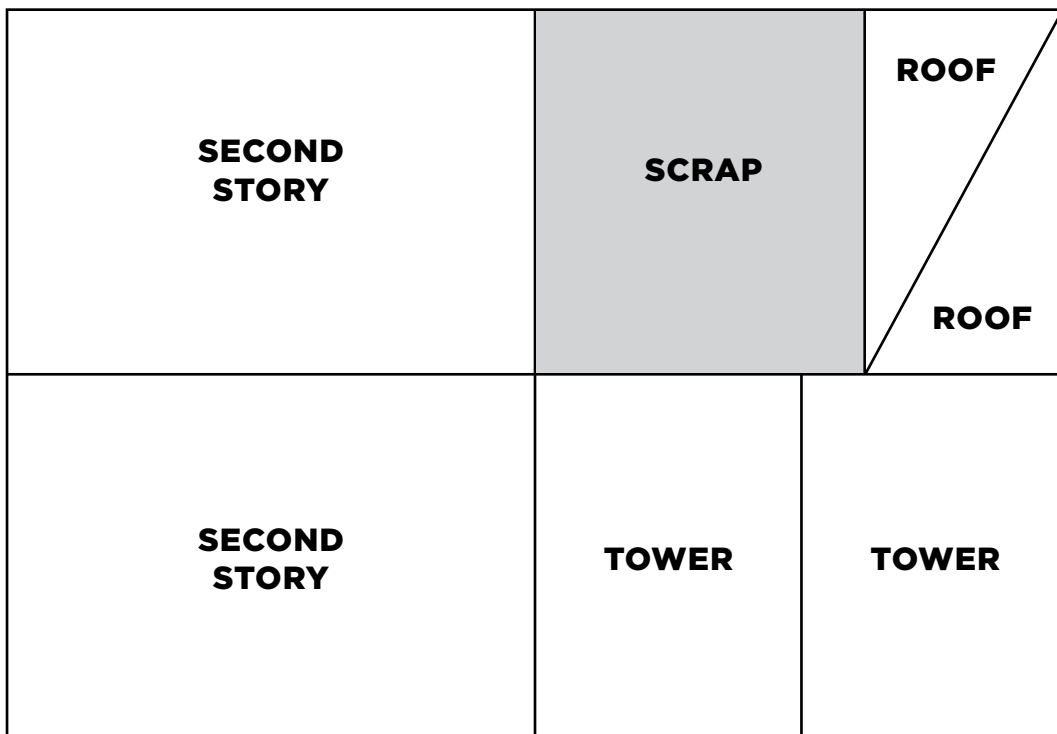 SECOND
STORY
SCRAP
ROOF
ROOF
SECOND
STORY
TOWER
TOWER